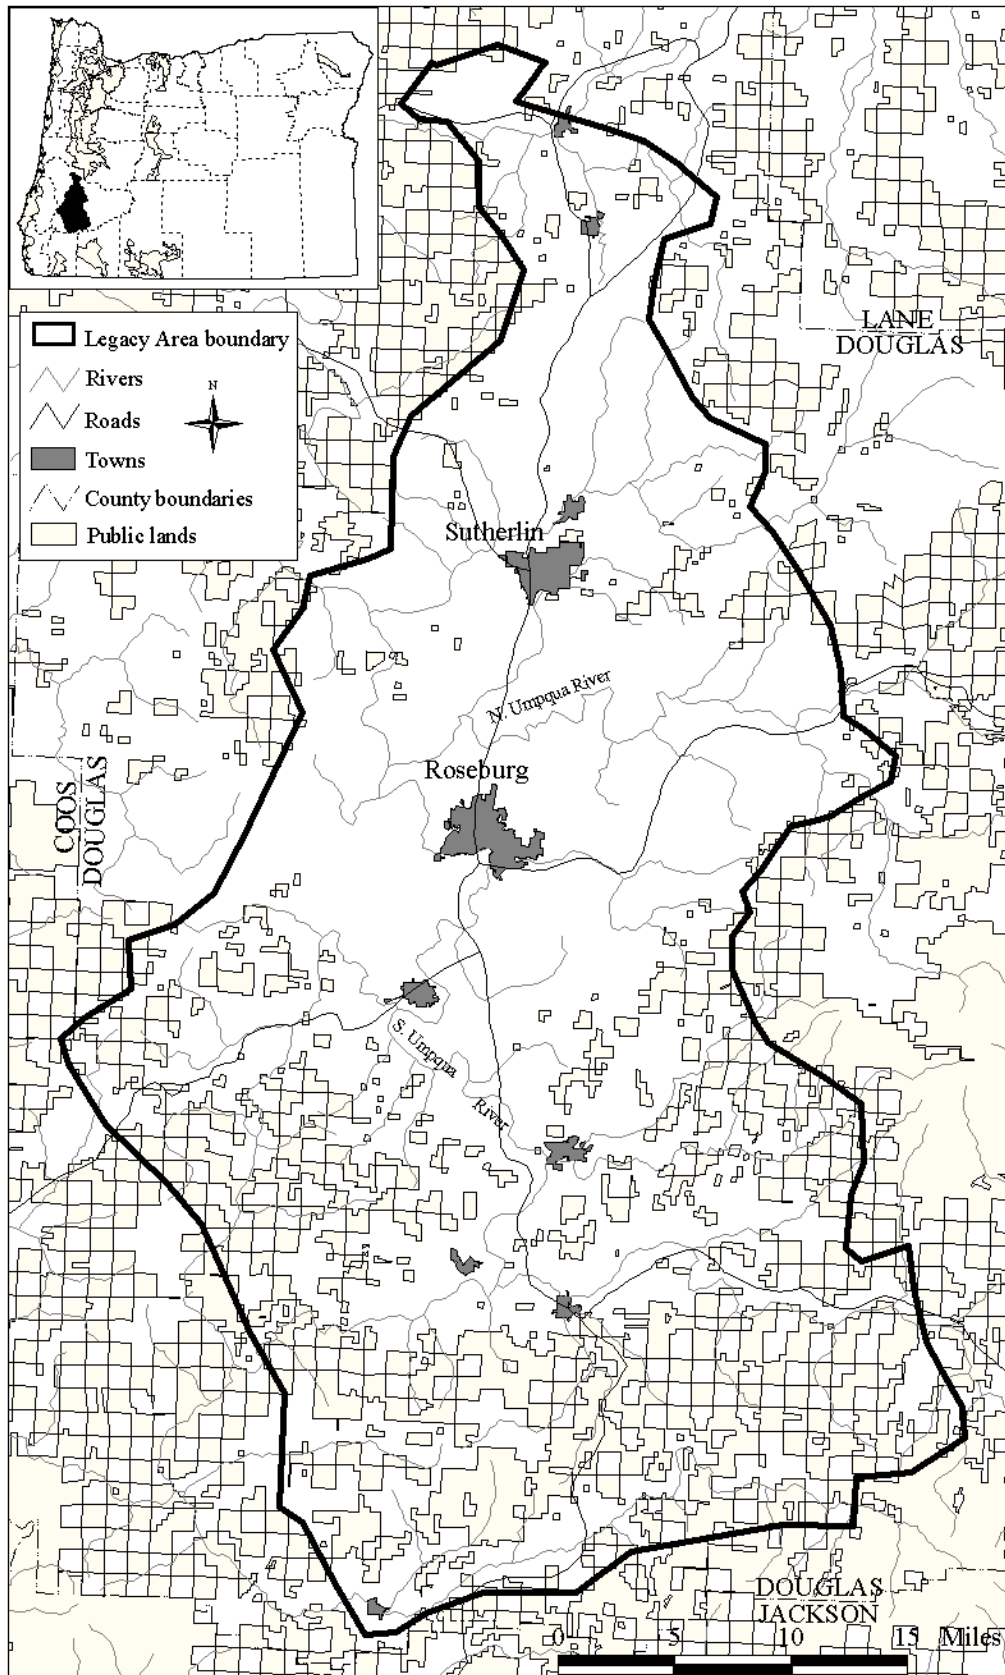 Legacy Area boundary
Rivers
N
Roads
Towns
County boundaries
Public lands
LANE
DOUGLAS
Sutherlin
N. Umpqua River
Roseburg
COOS
DOUGLAS
S. Umpqua
River
DOUGLAS
JACKSON
0 5 10 15 Miles